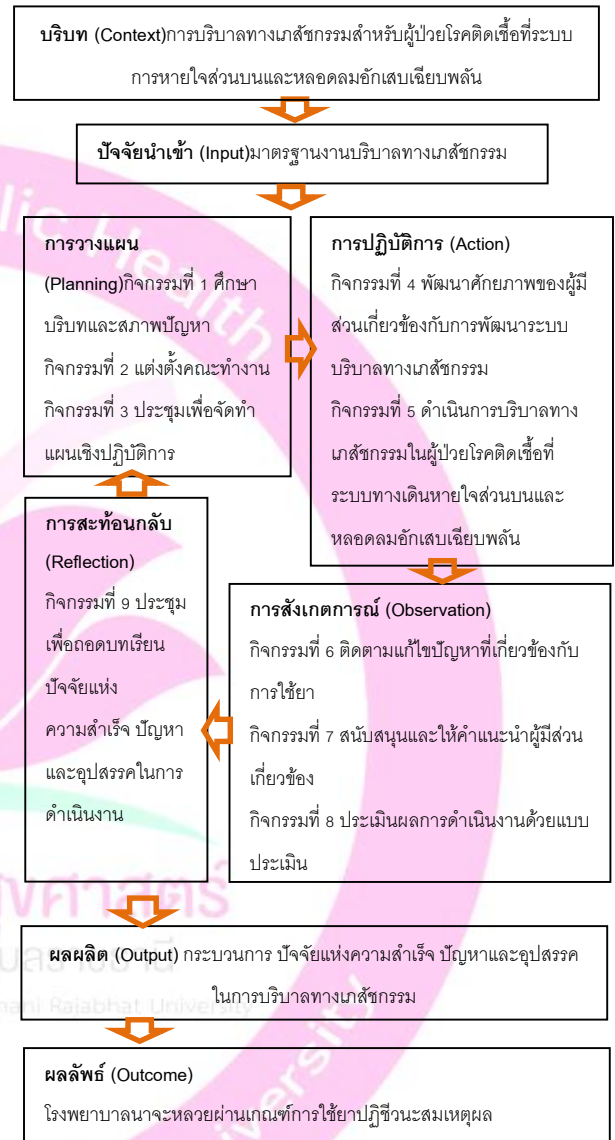 บริบท (Context)การบริบาลทางเภสัชกรรมสำหรับผู้ป่วยโรคติดเชื้อที่ระบบ
การหายใจส่วนบนและหลอดลมอักเสบเฉียบพลัน
ปัจจัยนำเข้า (Input)มาตรฐานงานบริบาลทางเภสัชกรรม
การวางแผน
(Planning)กิจกรรมที่ 1 ศึกษา
บริบทและสภาพปัญหา
กิจกรรมที่ 2 แต่งตั้งคณะทำงาน
กิจกรรมที่ 3 ประชุมเพื่อจัดทำ
แผนเชิงปฏิบัติการ
การปฏิบัติการ (Action)
กิจกรรมที่ 4 พัฒนาศักยภาพของผู้มี
ส่วนเกี่ยวข้องกับการพัฒนาระบบ
บริบาลทางเภสัชกรรม
กิจกรรมที่ 5 ดำเนินการบริบาลทาง
เภสัชกรรมในผู้ป่วยโรคติดเชื้อที่
ระบบทางเดินหายใจส่วนบนและ
หลอดลมอักเสบเฉียบพลัน
การสะท้อนกลับ
(Reflection)
กิจกรรมที่ 9 ประชุม
เพื่อถอดบทเรียน
ปัจจัยแห่ง
ความสำเร็จ ปัญหา
และอุปสรรคในการ
ดำเนินงาน
การสังเกตการณ์ (Observation)
กิจกรรมที่ 6 ติดตามแก้ไขปัญหาที่เกี่ยวข้องกับ
การใช้ยา
กิจกรรมที่ 7 สนับสนุนและให้คำแนะนำผู้มีส่วน
เกี่ยวข้อง
กิจกรรมที่ 8 ประเมินผลการดำเนินงานด้วยแบบ
ประเมิน
ผลผลิต (Output) กระบวนการ ปัจจัยแห่งความสำเร็จ ปัญหาและอุปสรรค
ในการบริบาลทางเภสัชกรรม
ผลลัพธ์ (Outcome)
โรงพยาบาลนาจะหลวยผ่านเกณฑ์การใช้ยาปฏิชีวนะสมเหตุผล
Health
Rajabhat University